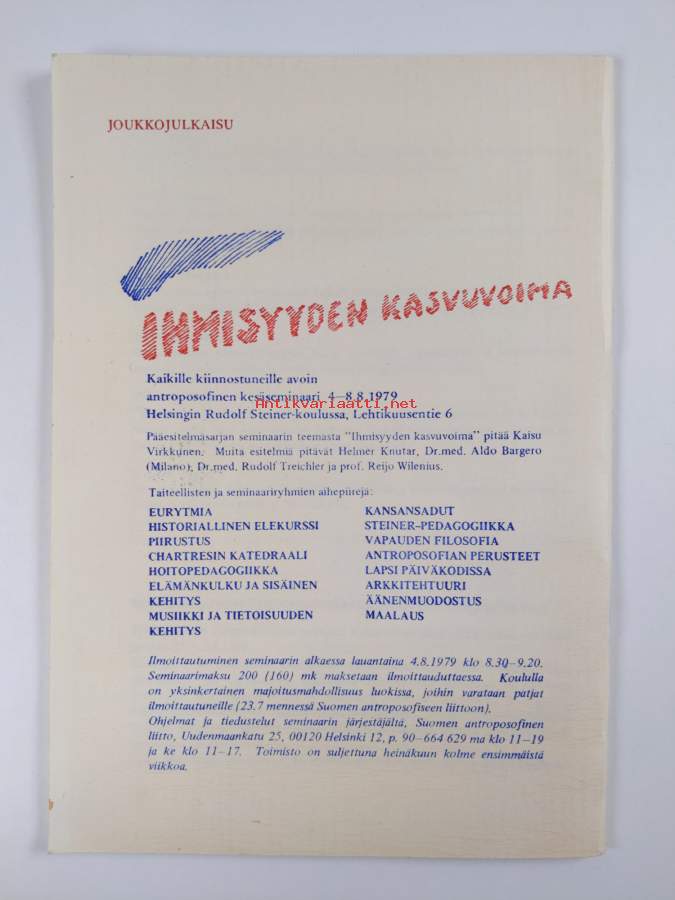 JOUKKOJULKAISU
IHMISYYDEN KASVUVOIMA
Kaikille kiinnostuneille avoin
antroposofinen kesäseminaari 4–8.8.1979
Antikvariaatti.net
Helsingin Rudolf Steiner-koulussa, Lehtikuusentie 6
Pääesitelmäsarjan seminaarin teemasta "Ihmisyyden kasvuvoima" pitää Kaisu
Virkkunen. Muita esitelmiä pitävät Helmer Knutar, Dr.med. Aldo Bargero
(Milano), Dr.med. Rudolf Treichler ja prof. Reijo Wilenius.
Taiteellisten ja seminaariryhmien aihepiirejä:
EURYTMIA
HISTORIALLINEN ELEKURSSI
PIIRUSTUS
CHARTRESIN KATEDRAALI
HOITOPEDAGOGIIKKA
ELÄMÄNKULKU JA SISÄINEN
KEHITYS
MUSIIKKI JA TIETOISUUDEN
KEHITYS
KANSANSADUT
STEINER–PEDAGOGIIKKA
VAPAUDEN FILOSOFIA
ANTROPOSOFIAN PERUSTEET
LAPSI PÄIVÄKODISSA
ARKKITEHTUURI
ÄÄNENMUODOSTUS
MAALAUS
Ilmoittautuminen seminaarin alkaessa lauantaina 4.8.1979 klo 8.30–9.20.
Seminaarimaksu 200 (160) mk maksetaan ilmoittauduttaessa. Koululla
on yksinkertainen majoitusmahdollisuus luokissa, joihin varataan patjat
ilmoittautuneille (23.7 mennessä Suomen antroposofiseen liittoon).
Ohjelmat ja tiedustelut seminaarin järjestäjältä, Suomen antroposofinen
liitto, Uudenmaankatu 25, 00120 Helsinki 12, p. 90–664 629 ma klo 11–19
ja ke klo 11–17. Toimisto on suljettuna heinäkuun kolme ensimmäistä
viikkoa.